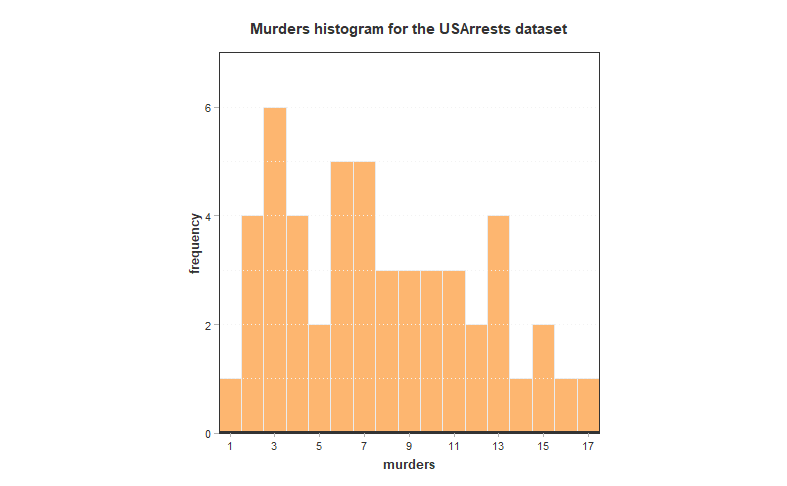 Murders histogram for the USArrests dataset
6
4
2
0
frequency
1 3 5 7 9 11 13 15 17
murders